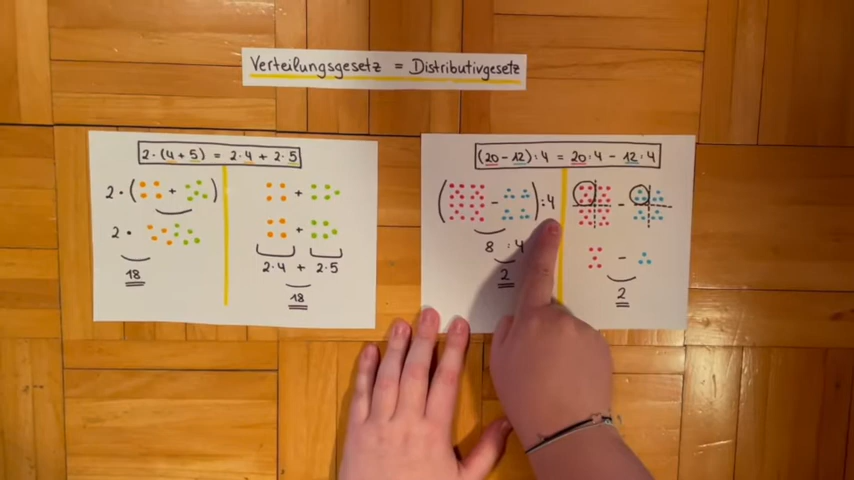 Verteilungsgesetz = Distributivgesetz
2·(4+5) = 2·4 + 2·5
2·( + )
2·
18
+
+
2·4 + 2·5
18
(20-12):4 = 20:4 - 12:4
( - ):4
8 :4
2
-
-
2